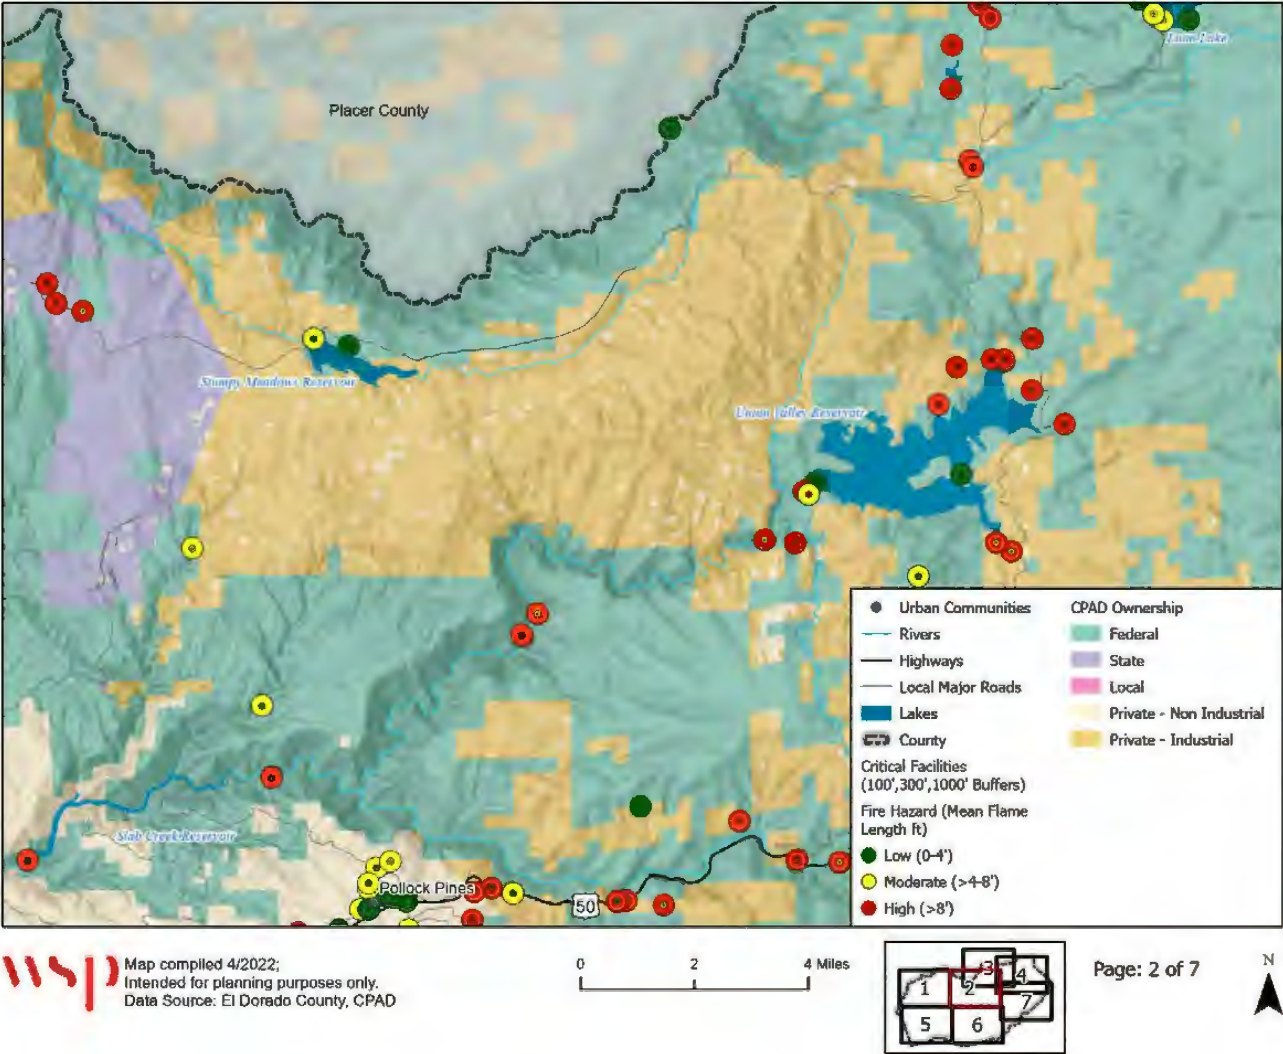 Placer County
Loon Lake
Stumpy Meadows Reservoir
Union Valley Reservoir
Slab Creek Reservoir
Pollock Pines
50
Urban Communities
Rivers
Highways
Local Major Roads
Lakes
County
Critical Facilities
(100',300',1000' Buffers)
Fire Hazard (Mean Flame
Length ft)
Low (0-4')
Moderate (>4-8')
High (>8')
CPAD Ownership
Federal
State
Local
Private - Non Industrial
Private - Industrial
wsp
Map compiled 4/2022;
Intended for planning purposes only.
Data Source: El Dorado County, CPAD
0 2 4 Miles
1 2 3 4
5 6 7
Page: 2 of 7
N